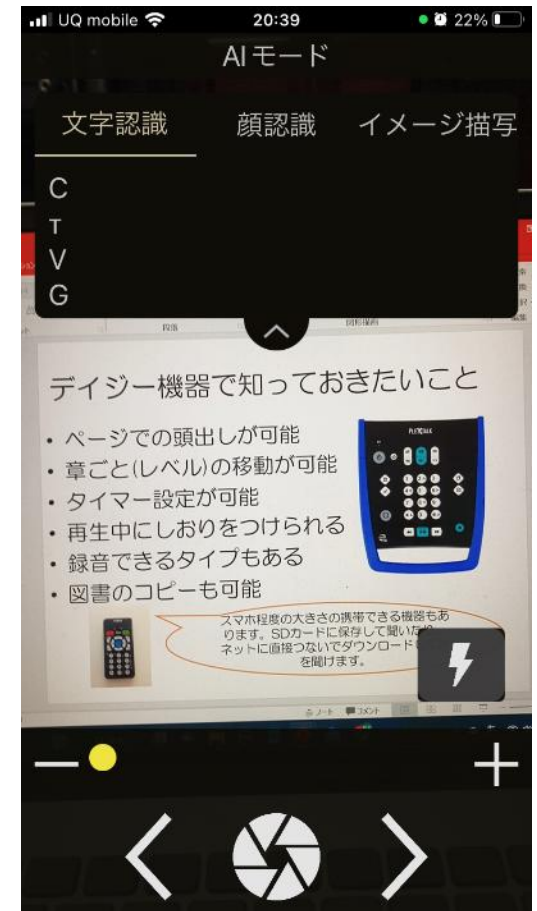 UQ mobile 20:39 22%
AIモード
文字認識 顔認識 イメージ描写
C
T
V
G
段落 図形描画
デイジー機器で知っておきたいこと
• ページでの頭出しが可能
• 章ごと(レベル)の移動が可能
• タイマー設定が可能
• 再生中にしおりをつけられる
• 録音できるタイプもある
• 図書のコピーも可能
PLEXTALK
スマホ程度の大きさの携帯できる機器もあ
ります。SDカードに保存して聞いたり
ネットに直接つないでダウンロード
を聞けます。
ノート コメント